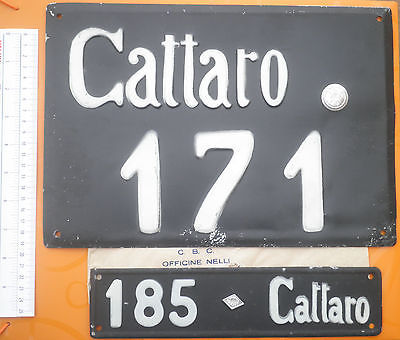 Cattaro
171
C. B. C.
OFFICINE NELLI
185 Cattaro